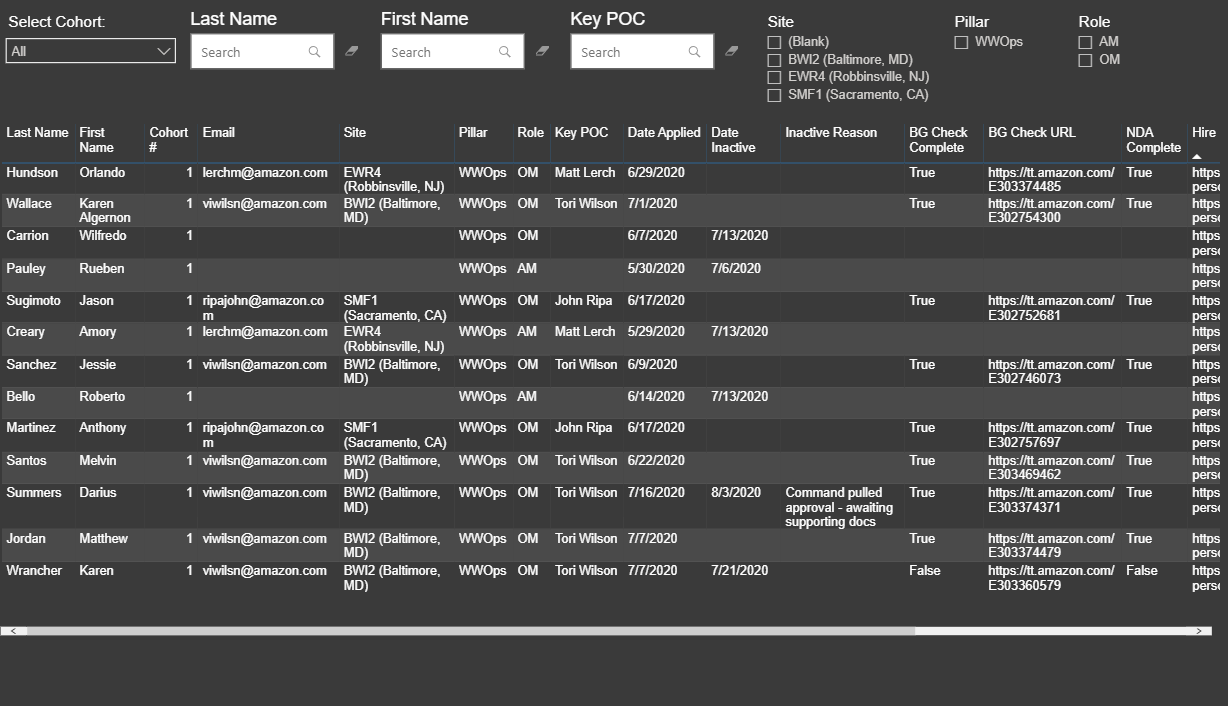 Select Cohort:
All
Last Name
Search
First Name
Search
Key POC
Search
Site
(Blank)
BWI2 (Baltimore, MD)
EWR4 (Robbinsville, NJ)
SMF1 (Sacramento, CA)
Pillar
WWOps
Role
AM
OM
Last Name First Name Cohort # Email Site Pillar Role Key POC Date Applied Date Inactive Inactive Reason BG Check Complete BG Check URL NDA Complete Hire
Hundson Orlando 1 lerchm@amazon.com EWR4 (Robbinsville, NJ) WWOps OM Matt Lerch 6/29/2020 True https://tt.amazon.com/E303374485 True https perso
Wallace Karen Algernon 1 viwilsn@amazon.com BWI2 (Baltimore, MD) WWOps OM Tori Wilson 7/1/2020 True https://tt.amazon.com/E302754300 True https perso
Carrion Wilfredo 1 WWOps OM 6/7/2020 7/13/2020 https perso
Pauley Rueben 1 WWOps AM 5/30/2020 7/6/2020 https perso
Sugimoto Jason 1 ripajohn@amazon.com SMF1 (Sacramento, CA) WWOps OM John Ripa 6/17/2020 True https://tt.amazon.com/E302752681 True https perso
Creary Amory 1 lerchm@amazon.com EWR4 (Robbinsville, NJ) WWOps AM Matt Lerch 5/29/2020 7/13/2020 https perso
Sanchez Jessie 1 viwilsn@amazon.com BWI2 (Baltimore, MD) WWOps OM Tori Wilson 6/9/2020 True https://tt.amazon.com/E302746073 True https perso
Bello Roberto 1 WWOps AM 6/14/2020 7/13/2020 https perso
Martinez Anthony 1 ripajohn@amazon.com SMF1 (Sacramento, CA) WWOps OM John Ripa 6/17/2020 True https://tt.amazon.com/E302757697 True https perso
Santos Melvin 1 viwilsn@amazon.com BWI2 (Baltimore, MD) WWOps OM Tori Wilson 6/22/2020 True https://tt.amazon.com/E303469462 True https perso
Summers Darius 1 viwilsn@amazon.com BWI2 (Baltimore, MD) WWOps OM Tori Wilson 7/16/2020 8/3/2020 Command pulled approval - awaiting supporting docs True https://tt.amazon.com/E303374371 True https perso
Jordan Matthew 1 viwilsn@amazon.com BWI2 (Baltimore, MD) WWOps OM Tori Wilson 7/7/2020 True https://tt.amazon.com/E303374479 True https perso
Wrancher Karen 1 viwilsn@amazon.com BWI2 (Baltimore, MD) WWOps OM Tori Wilson 7/7/2020 7/21/2020 False https://tt.amazon.com/E303360579 False https perso